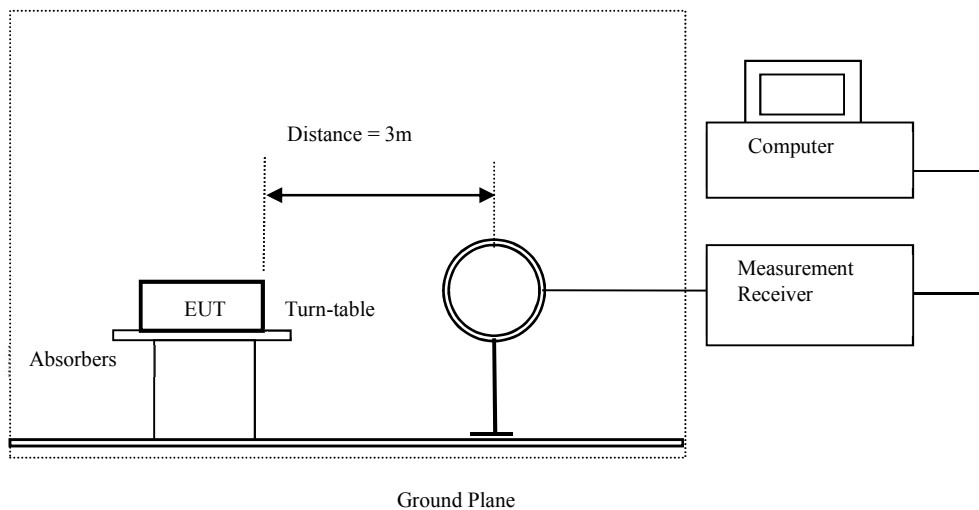 Distance = 3m
Computer
Measurement
Receiver
EUT
Turn-table
Absorbers
Ground Plane